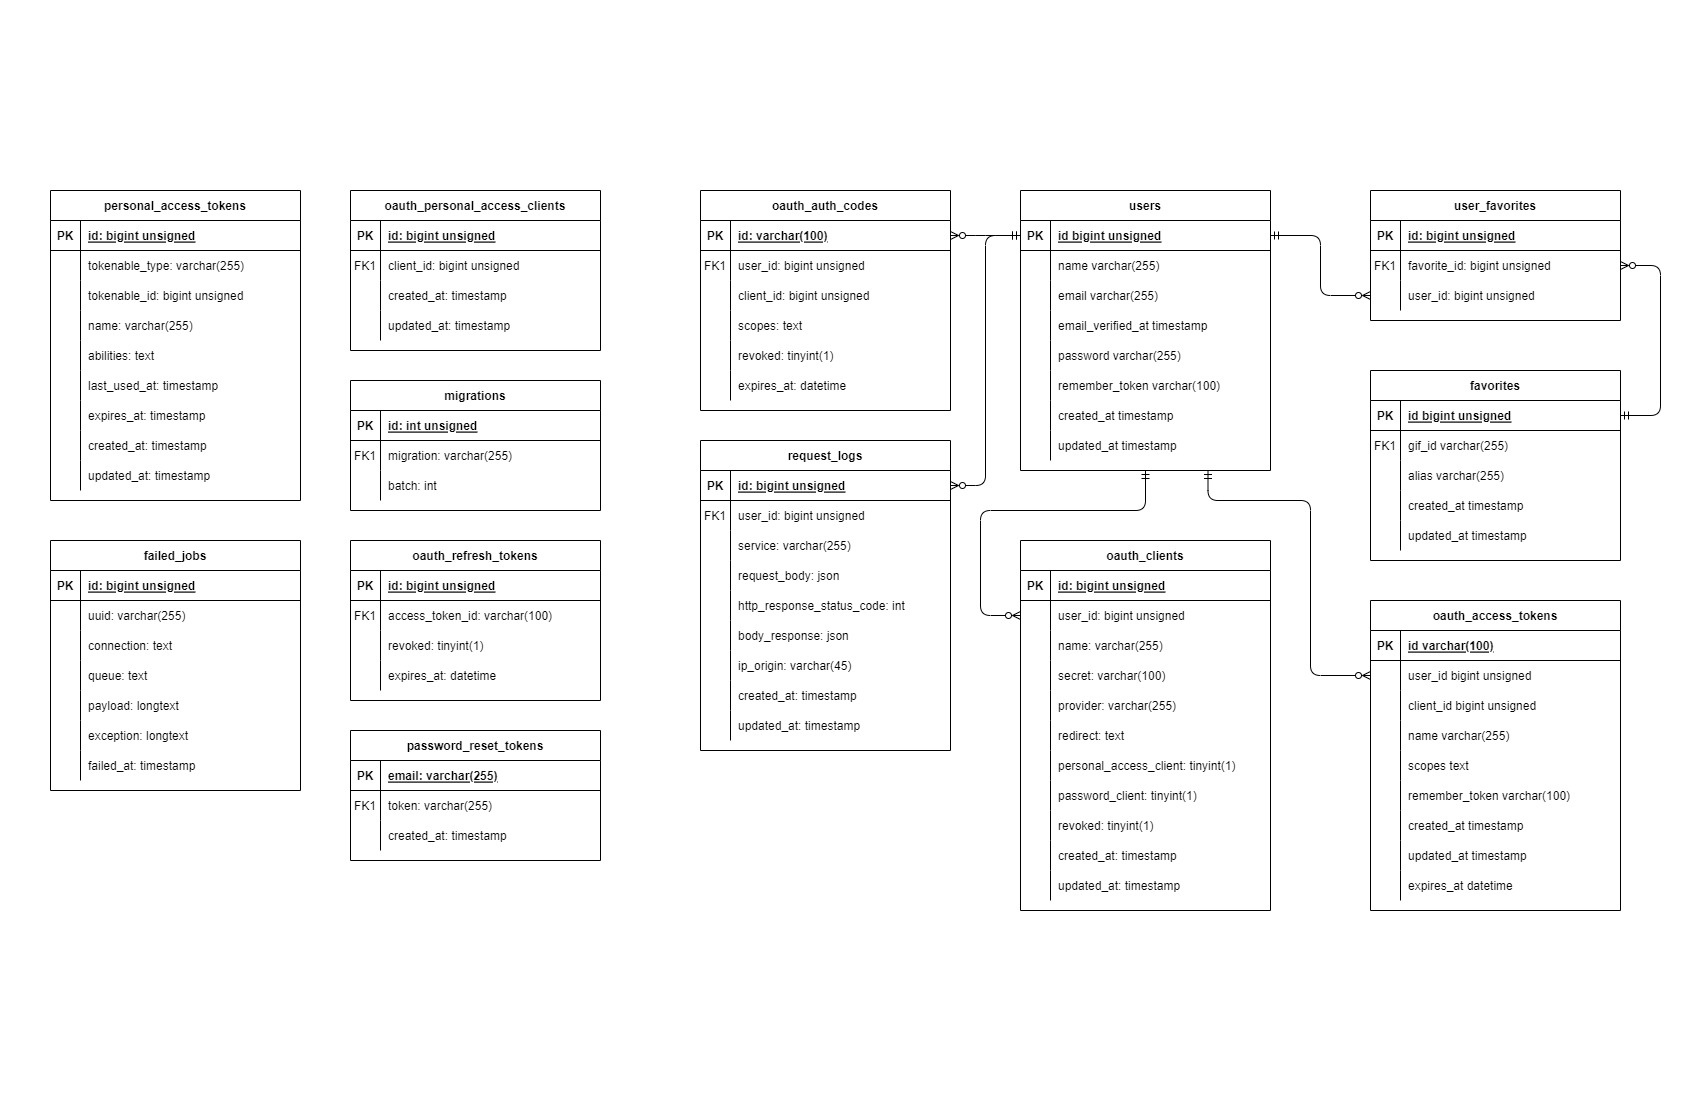 personal_access_tokens
PK id: bigint unsigned
tokenable_type: varchar(255)
tokenable_id: bigint unsigned
name: varchar(255)
abilities: text
last_used_at: timestamp
expires_at: timestamp
created_at: timestamp
updated_at: timestamp
failed_jobs
PK id: bigint unsigned
uuid: varchar(255)
connection: text
queue: text
payload: longtext
exception: longtext
failed_at: timestamp
oauth_personal_access_clients
PK id: bigint unsigned
FK1 client_id: bigint unsigned
created_at: timestamp
updated_at: timestamp
migrations
PK id: int unsigned
FK1 migration: varchar(255)
batch: int
oauth_refresh_tokens
PK id: bigint unsigned
FK1 access_token_id: varchar(100)
revoked: tinyint(1)
expires_at: datetime
password_reset_tokens
PK email: varchar(255)
FK1 token: varchar(255)
created_at: timestamp
oauth_auth_codes
PK id: varchar(100)
FK1 user_id: bigint unsigned
client_id: bigint unsigned
scopes: text
revoked: tinyint(1)
expires_at: datetime
request_logs
PK id: bigint unsigned
FK1 user_id: bigint unsigned
service: varchar(255)
request_body: json
http_response_status_code: int
body_response: json
ip_origin: varchar(45)
created_at: timestamp
updated_at: timestamp
users
PK id bigint unsigned
name varchar(255)
email varchar(255)
email_verified_at timestamp
password varchar(255)
remember_token varchar(100)
created_at timestamp
updated_at timestamp
oauth_clients
PK id: bigint unsigned
user_id: bigint unsigned
name: varchar(255)
secret: varchar(100)
provider: varchar(255)
redirect: text
personal_access_client: tinyint(1)
password_client: tinyint(1)
revoked: tinyint(1)
created_at: timestamp
updated_at: timestamp
user_favorites
PK id: bigint unsigned
FK1 favorite_id: bigint unsigned
user_id: bigint unsigned
favorites
PK id bigint unsigned
FK1 gif_id varchar(255)
alias varchar(255)
created_at timestamp
updated_at timestamp
oauth_access_tokens
PK id varchar(100)
user_id bigint unsigned
client_id bigint unsigned
name varchar(255)
scopes text
remember_token varchar(100)
created_at timestamp
updated_at timestamp
expires_at datetime